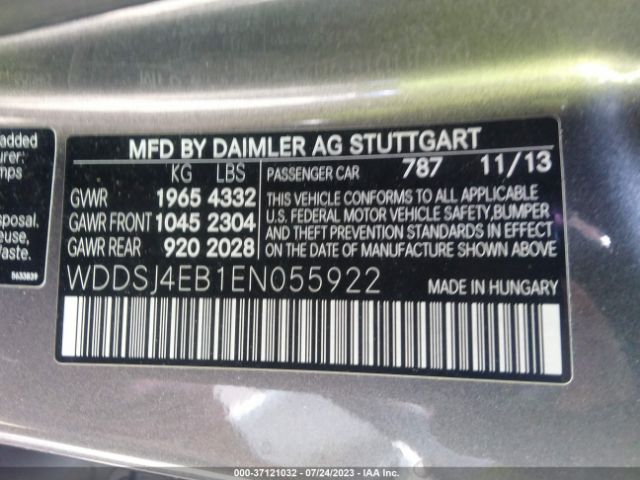 added
urer:
mps
sposal.
euse,
Waste.
5633839
MFD BY DAIMLER AG STUTTGART
KG LBS
GVWR 1965 4332
GAWR FRONT 1045 2304
GAWR REAR 920 2028
PASSENGER CAR 787 11/13
THIS VEHICLE CONFORMS TO ALL APPLICABLE
U.S. FEDERAL MOTOR VEHICLE SAFETY, BUMPER
AND THEFT PREVENTION STANDARDS
IN EFFECT ON THE DATE OF MANUFACTURE SHOWN ABOVE.
WDDSJ4EB1EN055922
MADE IN HUNGARY
000-37121032 - 07/24/2023 - IAA Inc.